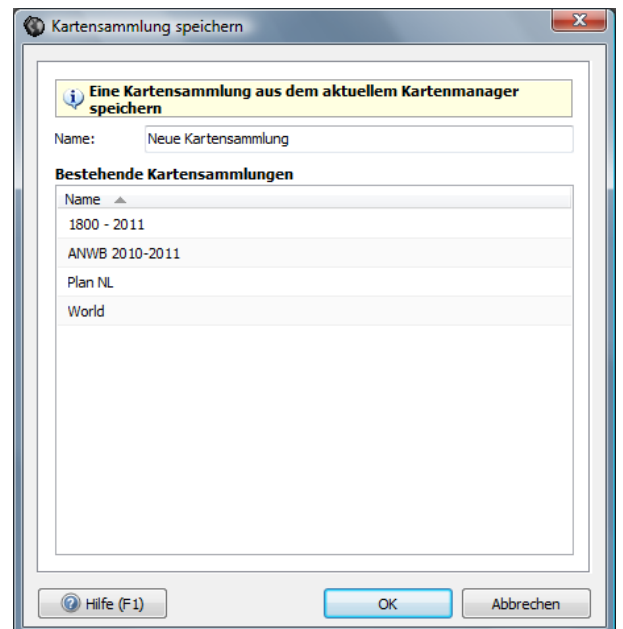 Kartensammlung speichern
Eine Kartensammlung aus dem aktuellem Kartenmanager
speichern
Name: Neue Kartensammlung
Bestehende Kartensammlungen
Name
1800 - 2011
ANWB 2010-2011
Plan NL
World
Hilfe (F1) OK Abbrechen